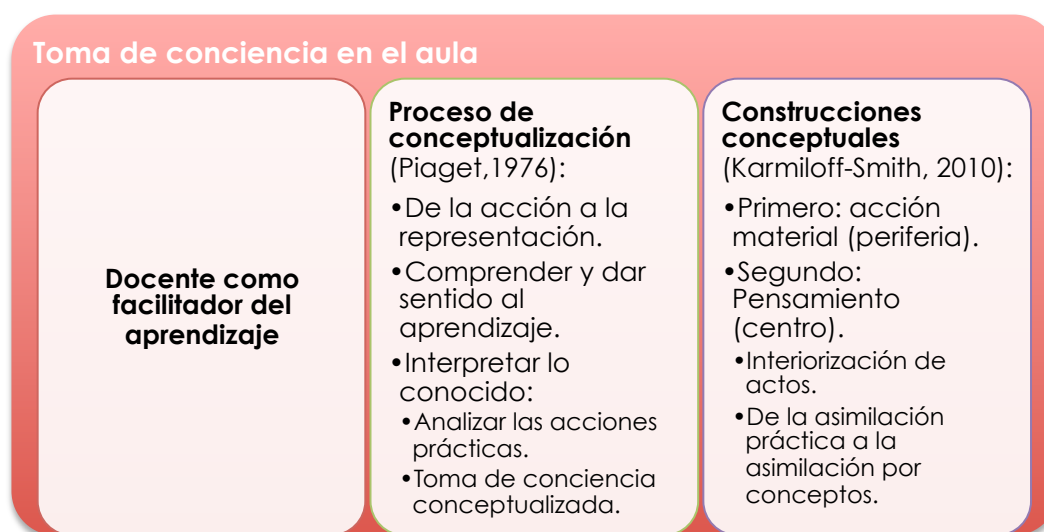 Toma de conciencia en el aula
Docente como
facilitador del
aprendizaje
Proceso de
conceptualización
(Piaget,1976):
•De la acción a la
representación.
•Comprender y dar
sentido al
aprendizaje.
•Interpretar lo
conocido:
•Analizar las acciones
prácticas.
•Toma de conciencia
conceptualizada.
Construcciones
conceptuales
(Karmiloff-Smith, 2010):
•Primero: acción
material (periferia).
•Segundo:
Pensamiento
(centro).
•Interiorización de
actos.
•De la asimilación
práctica a la
asimilación por
conceptos.